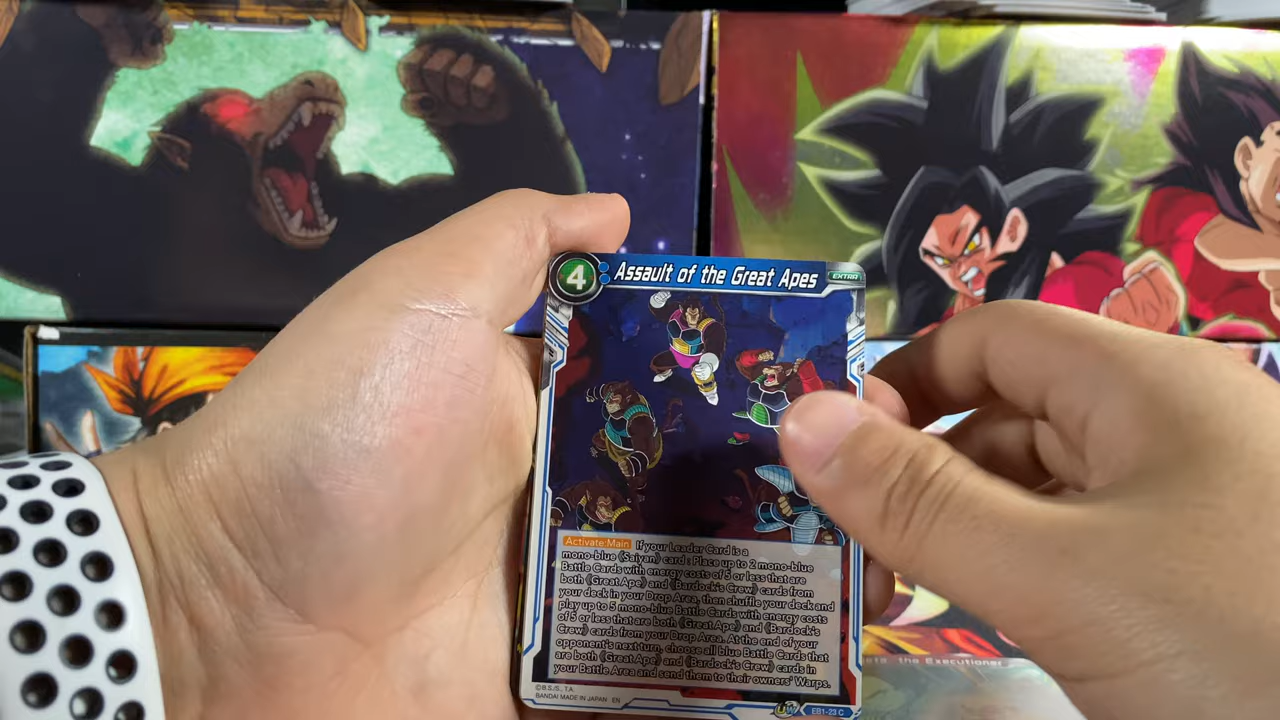 4
Assault of the Great Apes
EXTRA
Activate:Main If your Leader Card is a
mono-blue 《Saiyan》 card : Place up to 2 mono-blue
Battle Cards with energy costs of 5 or less that are
both 《Great Ape》 and 《Bardock's Crew》 cards from
your deck in your Drop Area, then shuffle your deck and
play up to 5 mono-blue Battle Cards with energy costs
of 5 or less that are both 《Great Ape》 and 《Bardock's
Crew》 cards from your Drop Area. At the end of your
opponent's next turn, choose all blue Battle Cards that
are both 《Great Ape》 and 《Bardock's Crew》 cards in
your Battle Area and send them to their owners' Warps.
©B.S./S., T.A.
BANDAI MADE IN JAPAN EN
UW
EB1-23 C
the Executioner